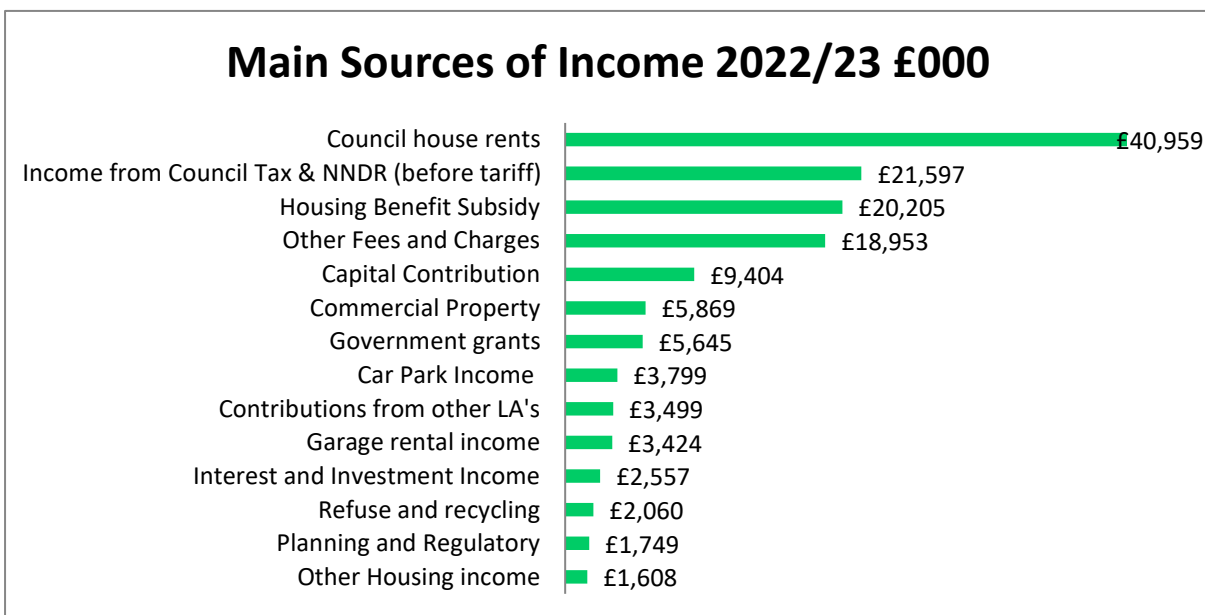 Main Sources of Income 2022/23 £000
Council house rents £40,959
Income from Council Tax & NNDR (before tariff) £21,597
Housing Benefit Subsidy £20,205
Other Fees and Charges £18,953
Capital Contribution £9,404
Commercial Property £5,869
Government grants £5,645
Car Park Income £3,799
Contributions from other LA's £3,499
Garage rental income £3,424
Interest and Investment Income £2,557
Refuse and recycling £2,060
Planning and Regulatory £1,749
Other Housing income £1,608